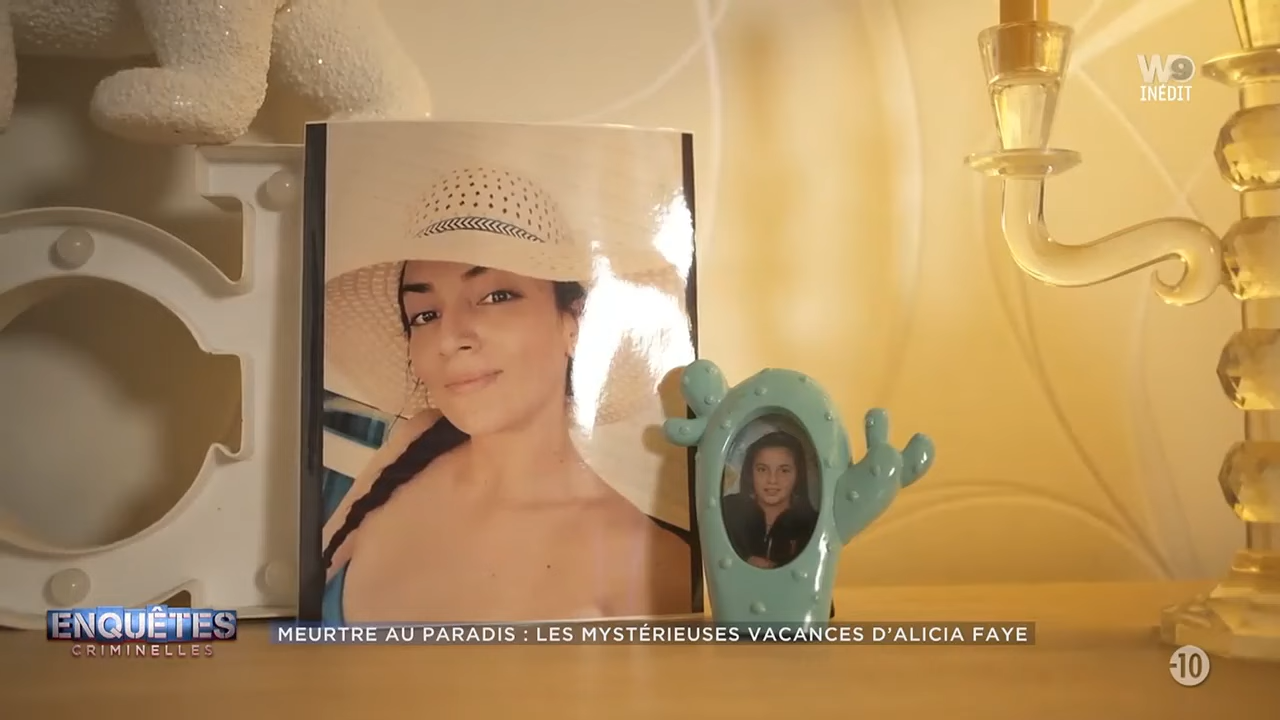 W9
INÉDIT
ENQUÊTES
CRIMINELLES
MEURTRE AU PARADIS : LES MYSTÉRIEUSES VACANCES D'ALICIA FAYE
-10